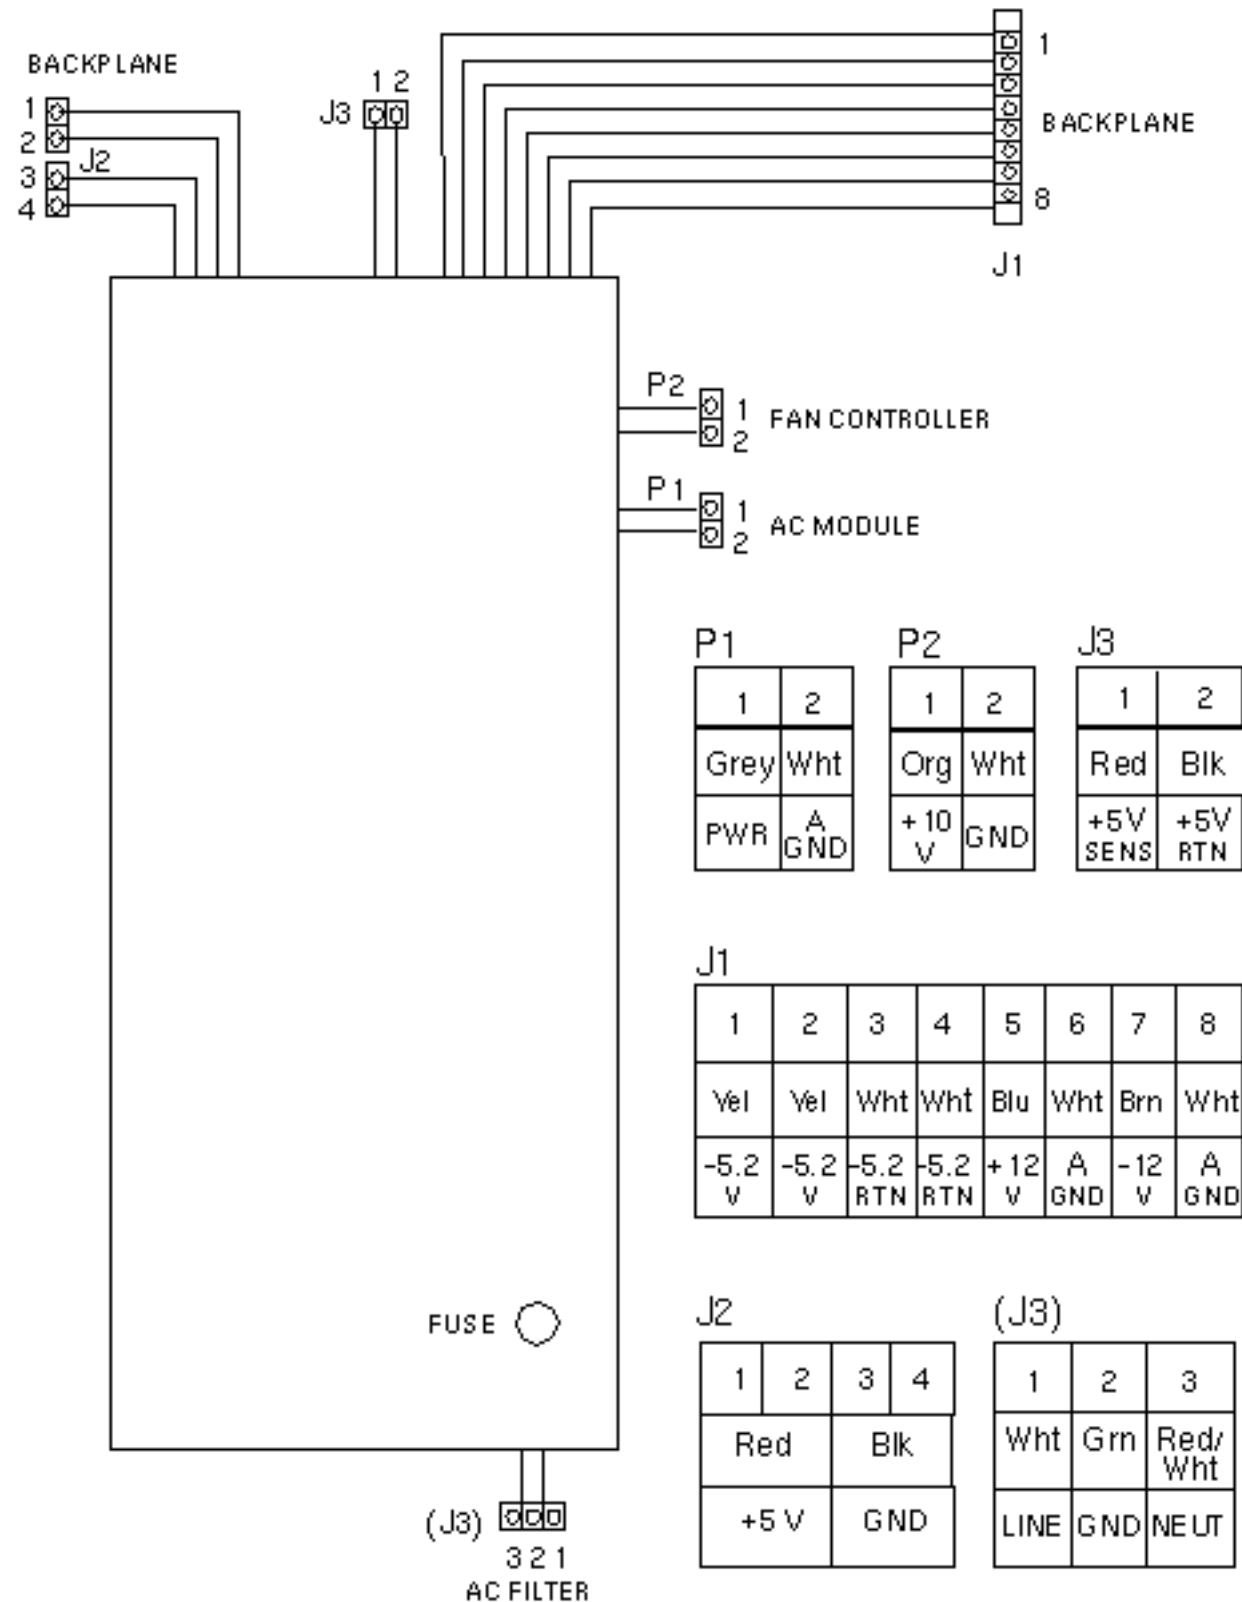 BACKPLANE
1
2
3
4
J2
1 2
J3
1
BACKPLANE
8
J1
P2
1
2
FAN CONTROLLER
P1
1
2
AC MODULE
P1
1 2
Grey Wht
PWR A GND
P2
1 2
Org Wht
+10 V GND
J3
1 2
Red Blk
+5V SENS +5V RTN
J1
1 2 3 4 5 6 7 8
Yel Yel Wht Wht Blu Wht Brn Wht
-5.2 V -5.2 V -5.2 RTN -5.2 RTN +12 V A GND -12 V A GND
FUSE
J2
1 2 3 4
Red Blk
+5 V GND
(J3)
1 2 3
Wht Grn Red/Wht
LINE GND NEUT
(J3)
3 2 1
AC FILTER